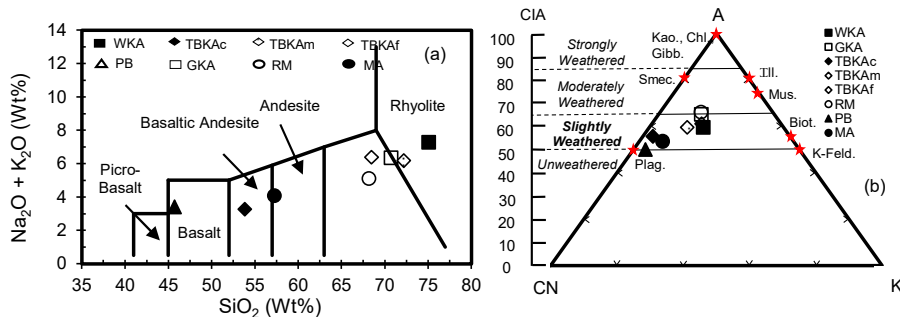 14
12
10
8
6
4
2
0
Na2O + K2O (Wt%)
WKA
TBKAc
TBKAm
TBKAf
PB
GKA
RM
MA
(a)
Andesite
Rhyolite
Basaltic Andesite
Picro-
Basalt
Basalt
35 40 45 50 55 60 65 70 75 80
SiO2 (Wt%)
CIA
100
90
80
70
60
50
40
30
20
10
0
A
Strongly
Weathered
Moderately
Weathered
Slightly
Weathered
Unweathered
Kao., Chl.,
Gibb.
Smec.
Ill.
Mus.
Biot.
K-Feld.
Plag.
WKA
GKA
TBKAc
TBKAm
TBKAf
RM
PB
MA
(b)
CN
K